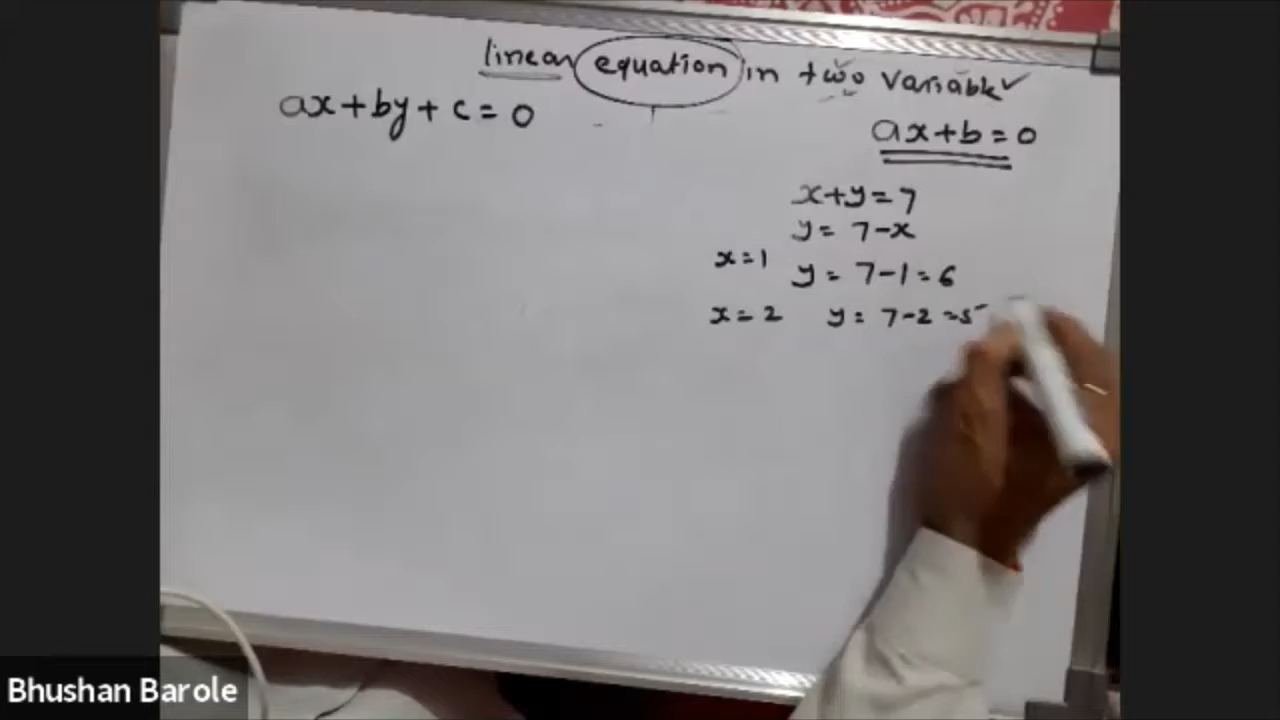 linear equation in two variable
ax+by+c=0
ax+b=0
x+y=7
y= 7-x
x=1 y= 7-1=6
x=2 y= 7-2=5
Bhushan Barole